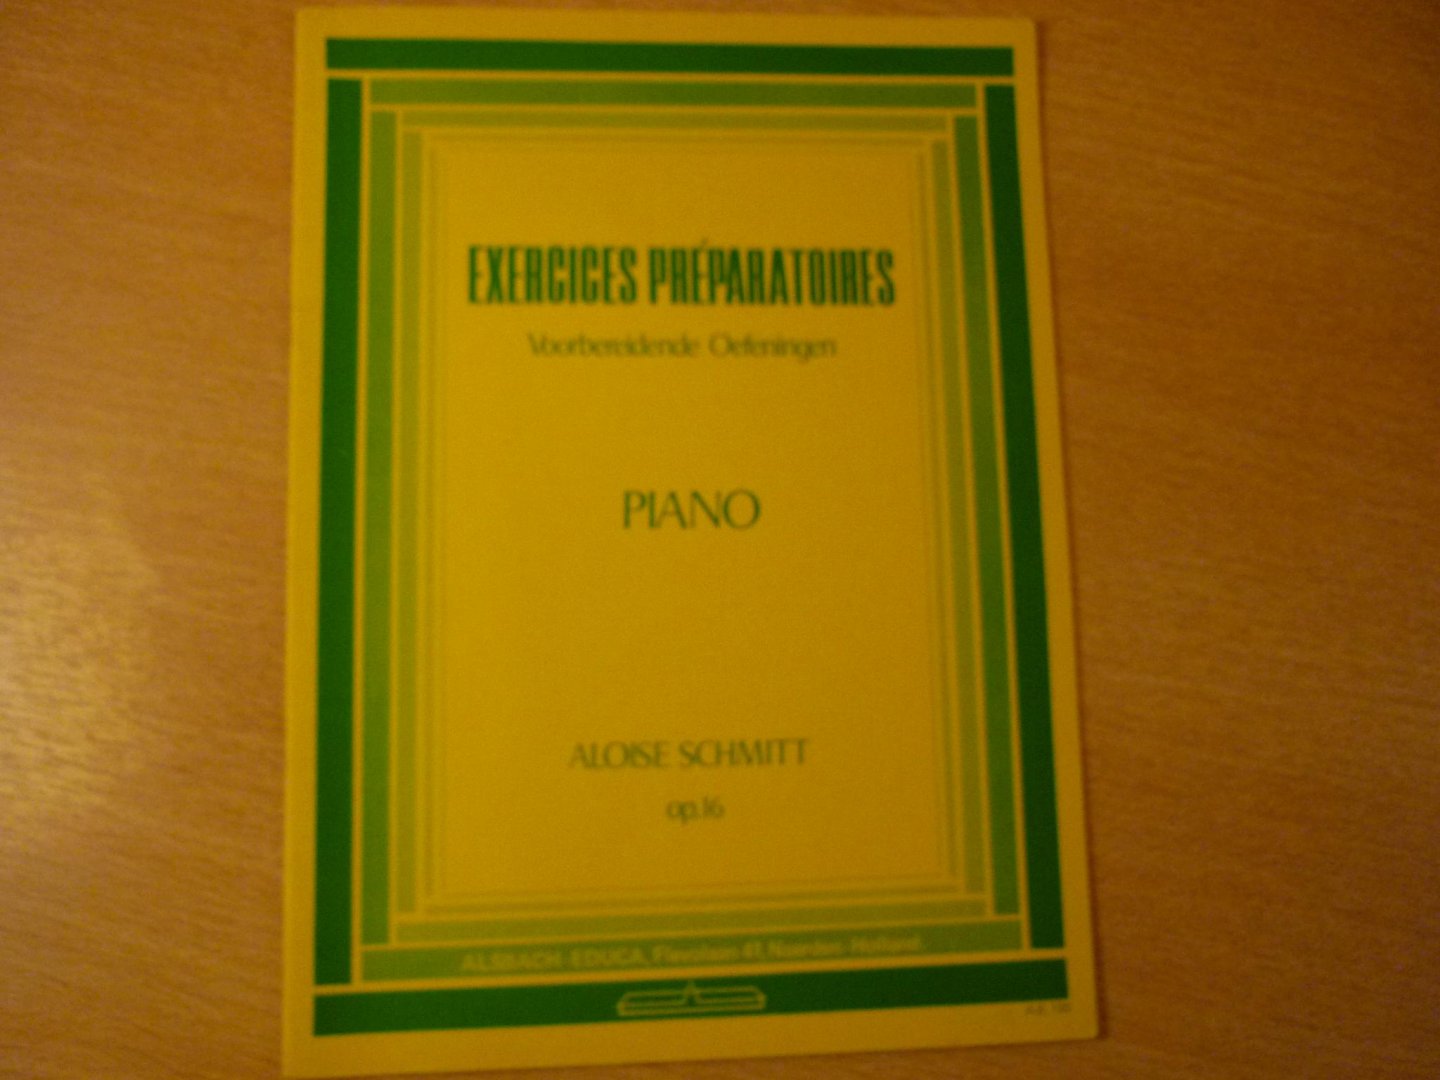 EXERCICES PRÉPARATOIRES
Voorbereidende Oefeningen
PIANO
ALOISE SCHMITT
op.16
ALSBACH-EDUCA, Flevolaan 41, Naarden-Holland.